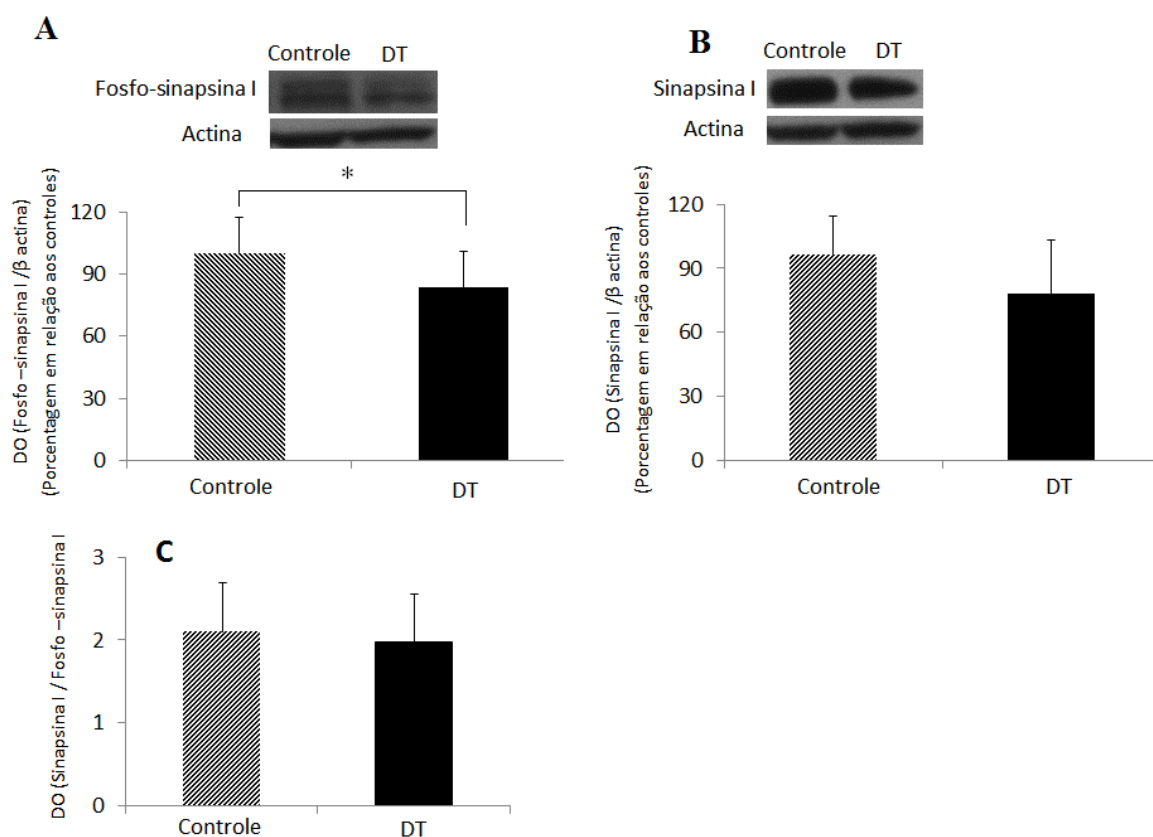 A
Controle DT
Fosfo-sinapsina I
Actina
*
DO (Fosfo –sinapsina I /β actina)
(Porcentagem em relação aos controles)
120
90
60
30
0
Controle DT
B
Controle DT
Sinapsina I
Actina
DO (Sinapsina I /β actina)
(Porcentagem em relação aos controles)
120
90
60
30
0
Controle DT
C
DO (Sinapsina I / Fosfo –sinapsina I
3
2
1
0
Controle DT